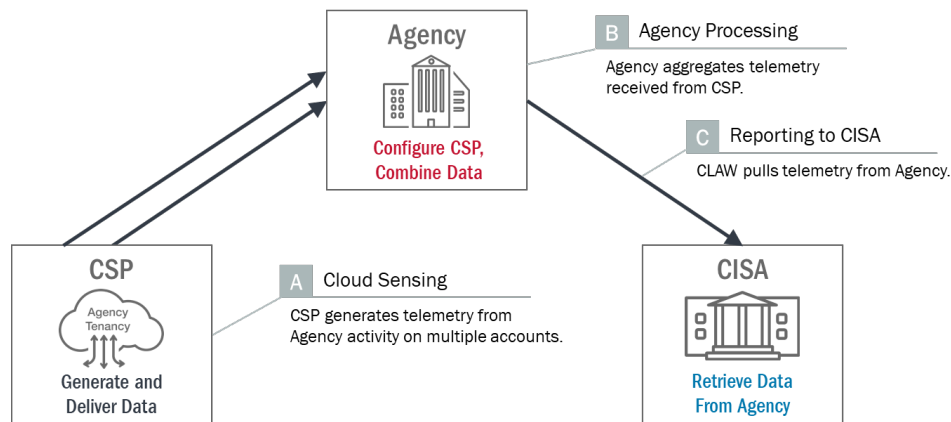 Agency
Configure CSP,
Combine Data
B Agency Processing
Agency aggregates telemetry
received from CSP.
C Reporting to CISA
CLAW pulls telemetry from Agency.
CSP
Agency
Tenancy
Generate and
Deliver Data
A Cloud Sensing
CSP generates telemetry from
Agency activity on multiple accounts.
CISA
Retrieve Data
From Agency